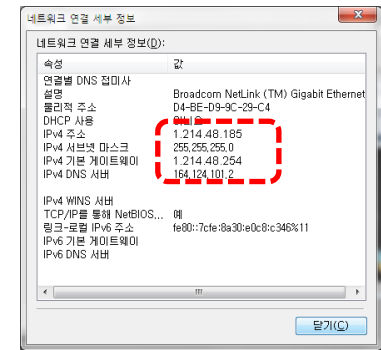 네트워크 연결 세부 정보
네트워크 연결 세부 정보(D):
속성 값
연결별 DNS 접미사
설명 Broadcom NetLink (TM) Gigabit Ethernet
물리적 주소 D4-BE-D9-9C-29-C4
DHCP 사용 아니요
IPv4 주소 1.214.48.185
IPv4 서브넷 마스크 255.255.255.0
IPv4 기본 게이트웨이 1.214.48.254
IPv4 DNS 서버 164.124.101.2
IPv4 WINS 서버
TCP/IP를 통해 NetBIOS... 예
링크-로컬 IPv6 주소 fe80::7cfe:8a30:e0c8:c346%11
IPv6 기본 게이트웨이
IPv6 DNS 서버
닫기(C)